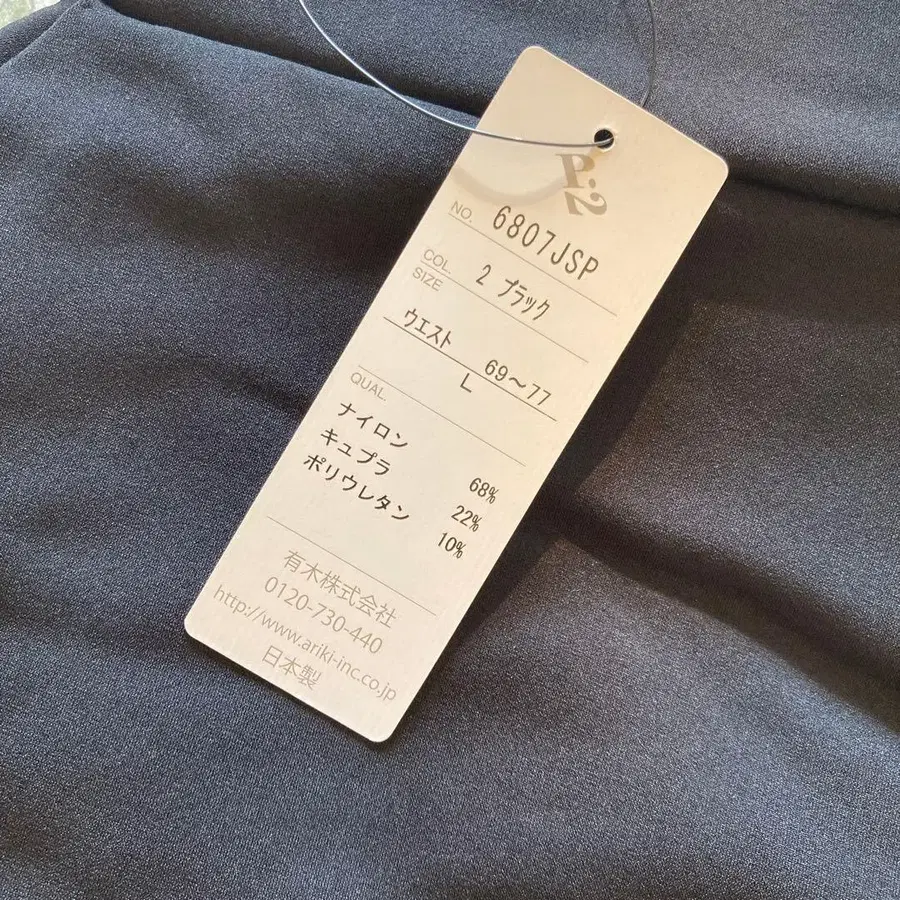 P.
NO. 6807JSP
COL. 2 ブラック
SIZE
ウエスト 69～77
L
QUAL.
ナイロン 68%
キュプラ 22%
ポリウレタン 10%
有木株式会社
0120-730-440
http://www.ariki-inc.co.jp
日本製